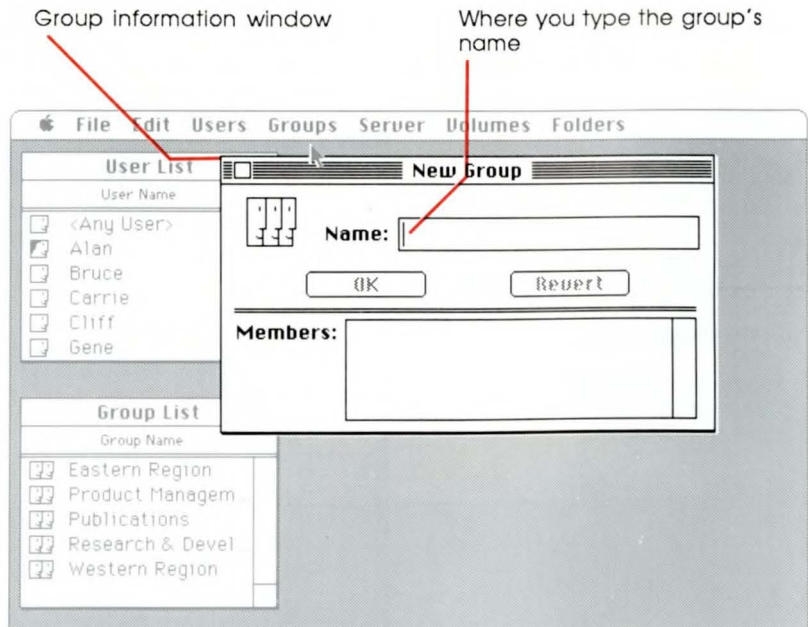 Group information window
Where you type the group's
name
File Edit Users Groups Server Volumes Folders
User List
User Name
<Any User>
Alan
Bruce
Carrie
Cliff
Gene
New Group
Name:
OK Revert
Members:
Group List
Group Name
Eastern Region
Product Managem
Publications
Research & Devel
Western Region